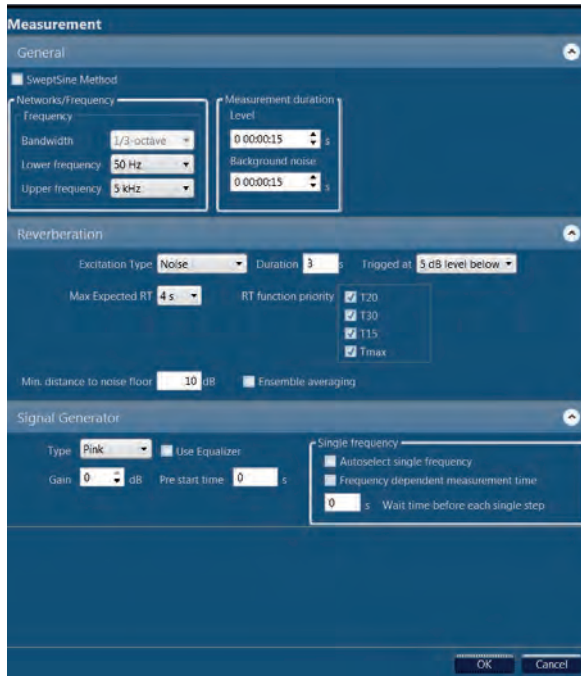 Measurement
General
SweptSine Method
Networks/Frequency
Measurement duration
Frequency
Level
Bandwidth 1/3-octave
0 00:00:15 s
Lower frequency 50 Hz
Background noise
Upper frequency 5 kHz
0 00:00:15 s
Reverberation
Excitation Type Noise Duration 3 s Trigged at 5 dB level below
Max Expected RT 4 s RT function priority T20
T30
T15
Tmax
Min. distance to noise floor 10 dB Ensemble averaging
Signal Generator
Single frequency
Type Pink Use Equalizer
Autoselect single frequency
Gain 0 dB Pre start time 0 s
Frequency dependent measurement time
0 s Wait time before each single step
OK Cancel